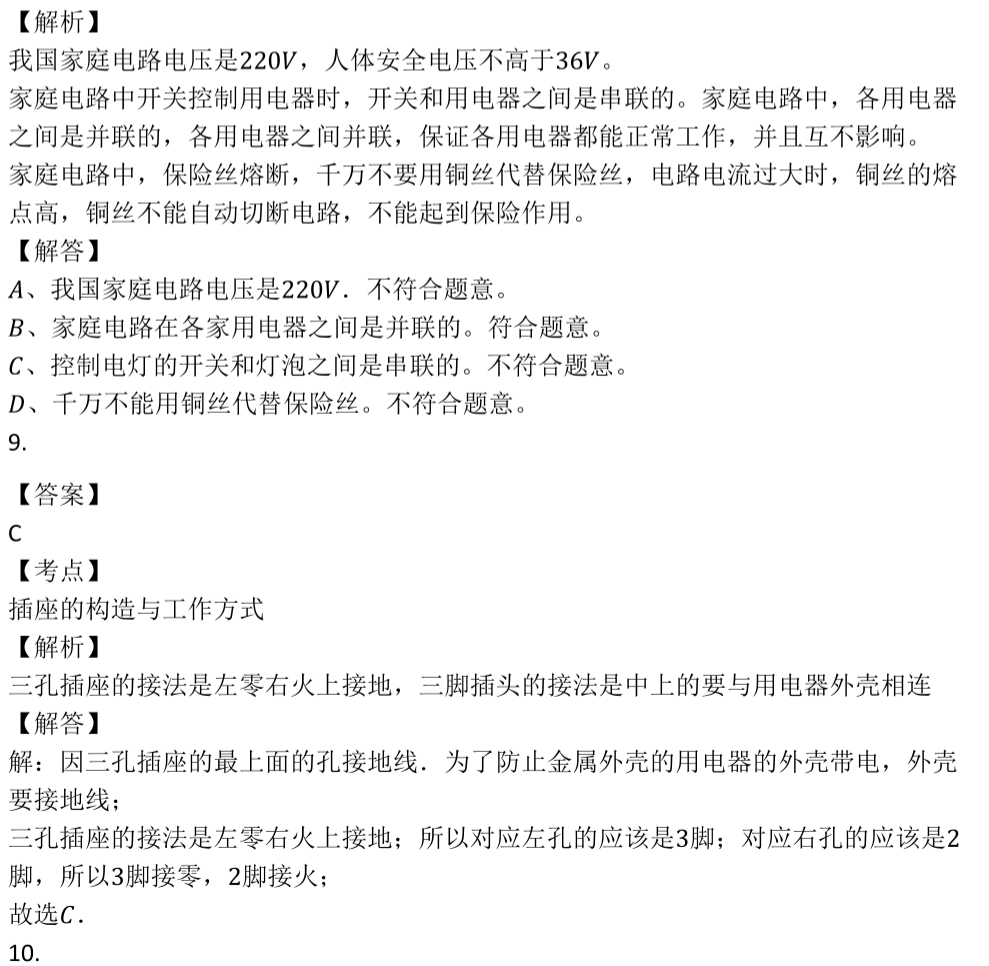 【解析】
我国家庭电路电压是220V，人体安全电压不高于36V。
家庭电路中开关控制用电器时，开关和用电器之间是串联的。家庭电路中，各用电器
之间是并联的，各用电器之间并联，保证各用电器都能正常工作，并且互不影响。
家庭电路中，保险丝熔断，千万不要用铜丝代替保险丝，电路电流过大时，铜丝的熔
点高，铜丝不能自动切断电路，不能起到保险作用。
【解答】
A、我国家庭电路电压是220V．不符合题意。
B、家庭电路在各家用电器之间是并联的。符合题意。
C、控制电灯的开关和灯泡之间是串联的。不符合题意。
D、千万不能用铜丝代替保险丝。不符合题意。
9.
【答案】
C
【考点】
插座的构造与工作方式
【解析】
三孔插座的接法是左零右火上接地，三脚插头的接法是中上的要与用电器外壳相连
【解答】
解：因三孔插座的最上面的孔接地线．为了防止金属外壳的用电器的外壳带电，外壳
要接地线；
三孔插座的接法是左零右火上接地；所以对应左孔的应该是3脚；对应右孔的应该是2
脚，所以3脚接零，2脚接火；
故选C．
10.